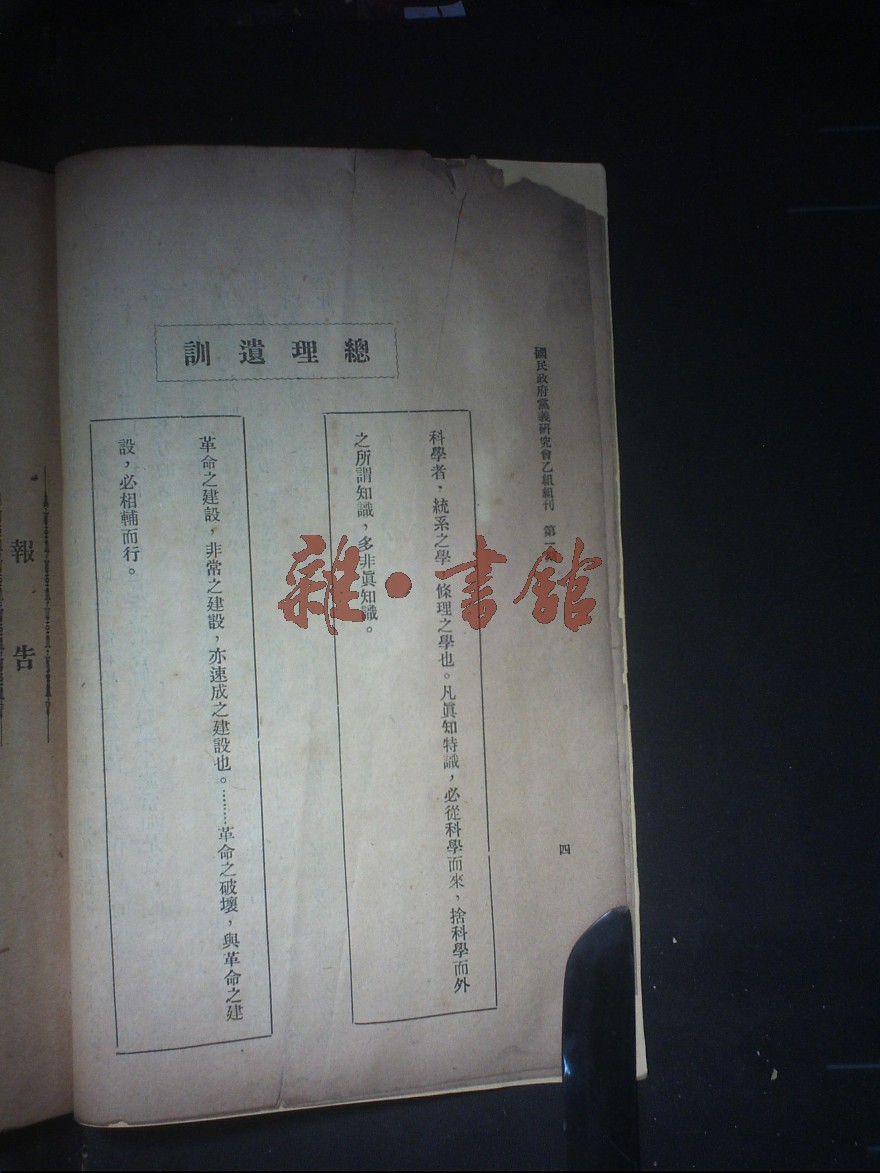 國民政府黨義研究會乙組組刊　第一
四
總理遺訓
科學者，統系之學　條理之學也。凡眞知特識，必從科學而來，捨科學而外
之所謂知識，多非眞知識。
革命之建設，非常之建設，亦速成之建設也。……革命之破壞，與革命之建
設，必相輔而行。
報告
雜·書館